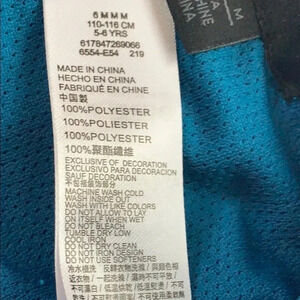 6 M M M
110-116 CM
5-6 YRS
617847269066
6554-E54 219
MADE IN CHINA
HECHO EN CHINA
FABRIQUÉ EN CHINE
中国製
100%POLYESTER
100%POLIESTER
100%POLYESTER
100%聚酯纖維
EXCLUSIVE OF DECORATION
EXCLUSIVO PARA DECORACION
SAUF DECORATION
不包括装飾部分
MACHINE WASH COLD
WASH INSIDE OUT
WASH WITH LIKE COLORS
DO NOT ALLOW TO LAY
ON ITSELF WHEN WET
DO NOT BLEACH
TUMBLE DRY LOW
COOL IRON
DO NOT DRY CLEAN
DO NOT IRON DESIGN
DO NOT USE SOFTENERS
M
CHINE
INA